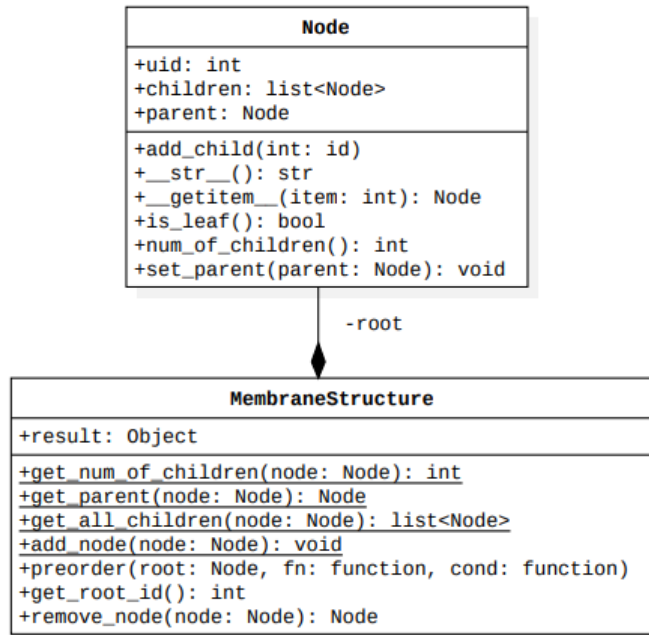 Node
+uid: int
+children: list<Node>
+parent: Node
+add_child(int: id)
+__str__(): str
+__getitem__(item: int): Node
+is_leaf(): bool
+num_of_children(): int
+set_parent(parent: Node): void
-root
MembraneStructure
+result: Object
+get_num_of_children(node: Node): int
+get_parent(node: Node): Node
+get_all_children(node: Node): list<Node>
+add_node(node: Node): void
+preorder(root: Node, fn: function, cond: function)
+get_root_id(): int
+remove_node(node: Node): Node